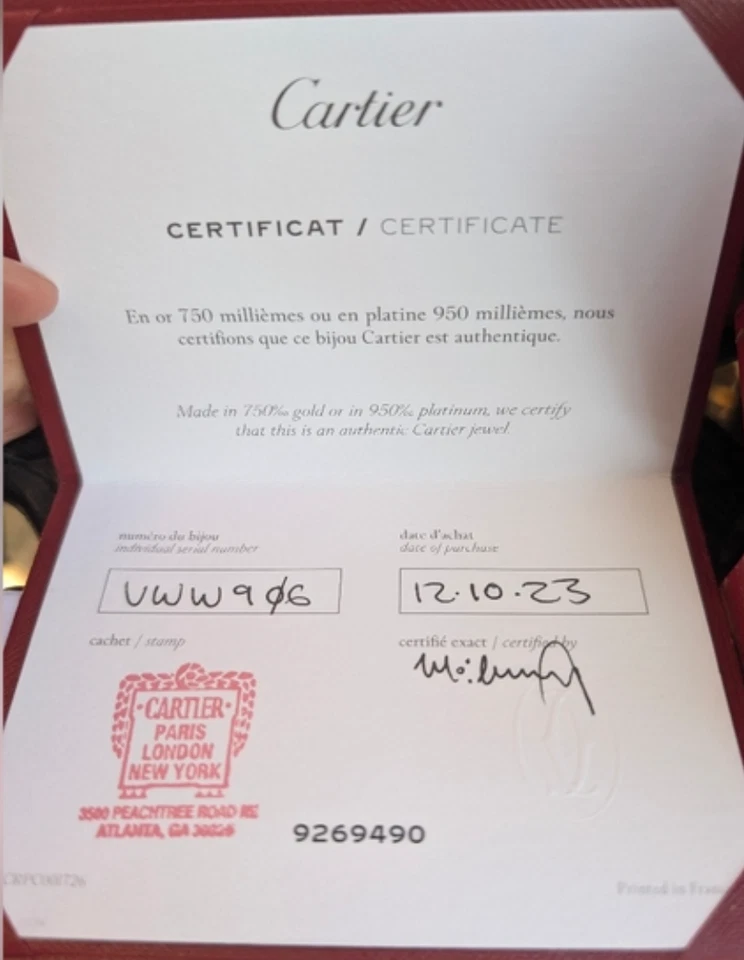 Cartier
CERTIFICAT / CERTIFICATE
En or 750 millièmes ou en platine 950 millièmes, nous
certifions que ce bijou Cartier est authentique.
Made in 750‰ gold or in 950‰ platinum, we certify
that this is an authentic Cartier jewel.
numéro du bijou
individual serial number
date d'achat
date of purchase
VWW906
12.10.23
cachet / stamp
certifié exact / certified by
CARTIER
PARIS
LONDON
NEW YORK
3500 PEACHTREE ROAD NE
ATLANTA, GA
9269490
Printed in France